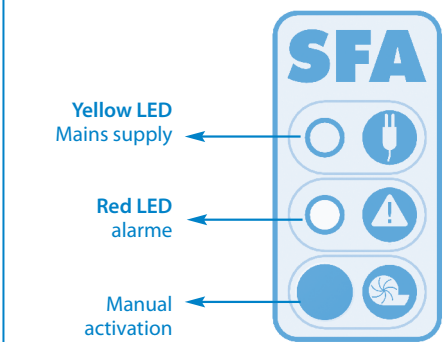 SFA
Yellow LED
Mains supply
Red LED
alarme
Manual
activation